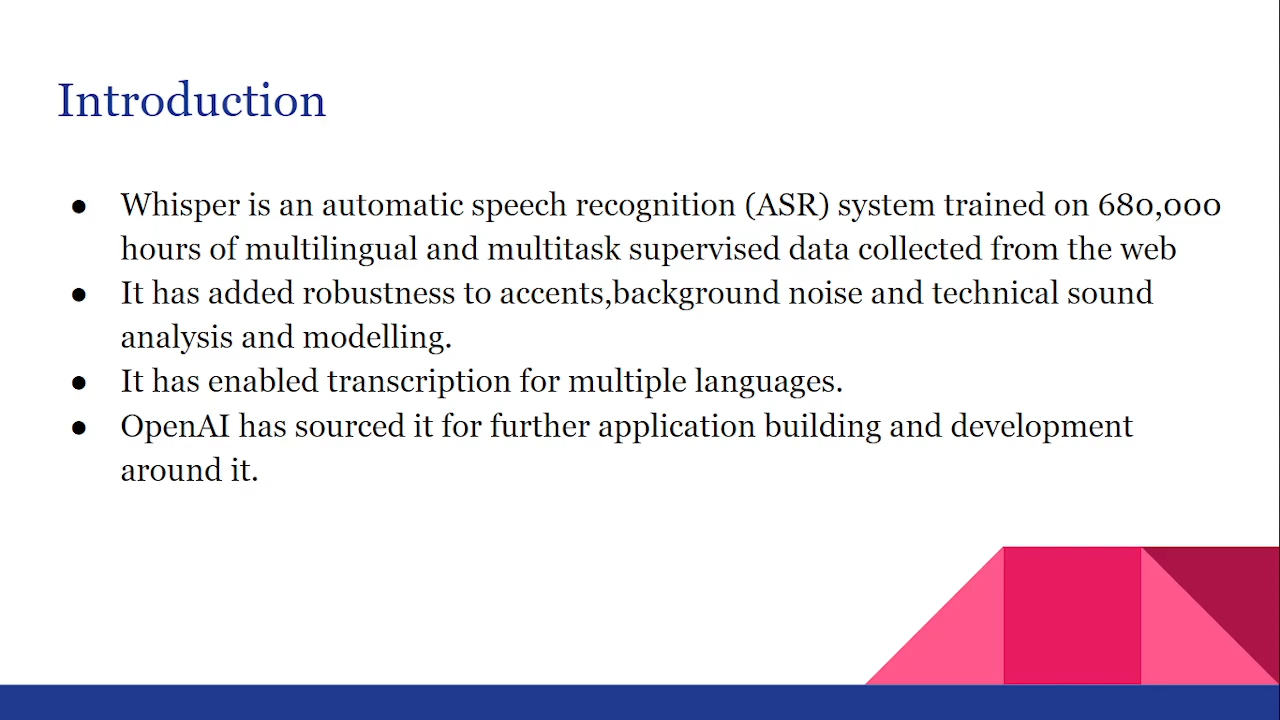 Introduction
● Whisper is an automatic speech recognition (ASR) system trained on 680,000
hours of multilingual and multitask supervised data collected from the web
● It has added robustness to accents,background noise and technical sound
analysis and modelling.
● It has enabled transcription for multiple languages.
● OpenAI has sourced it for further application building and development
around it.